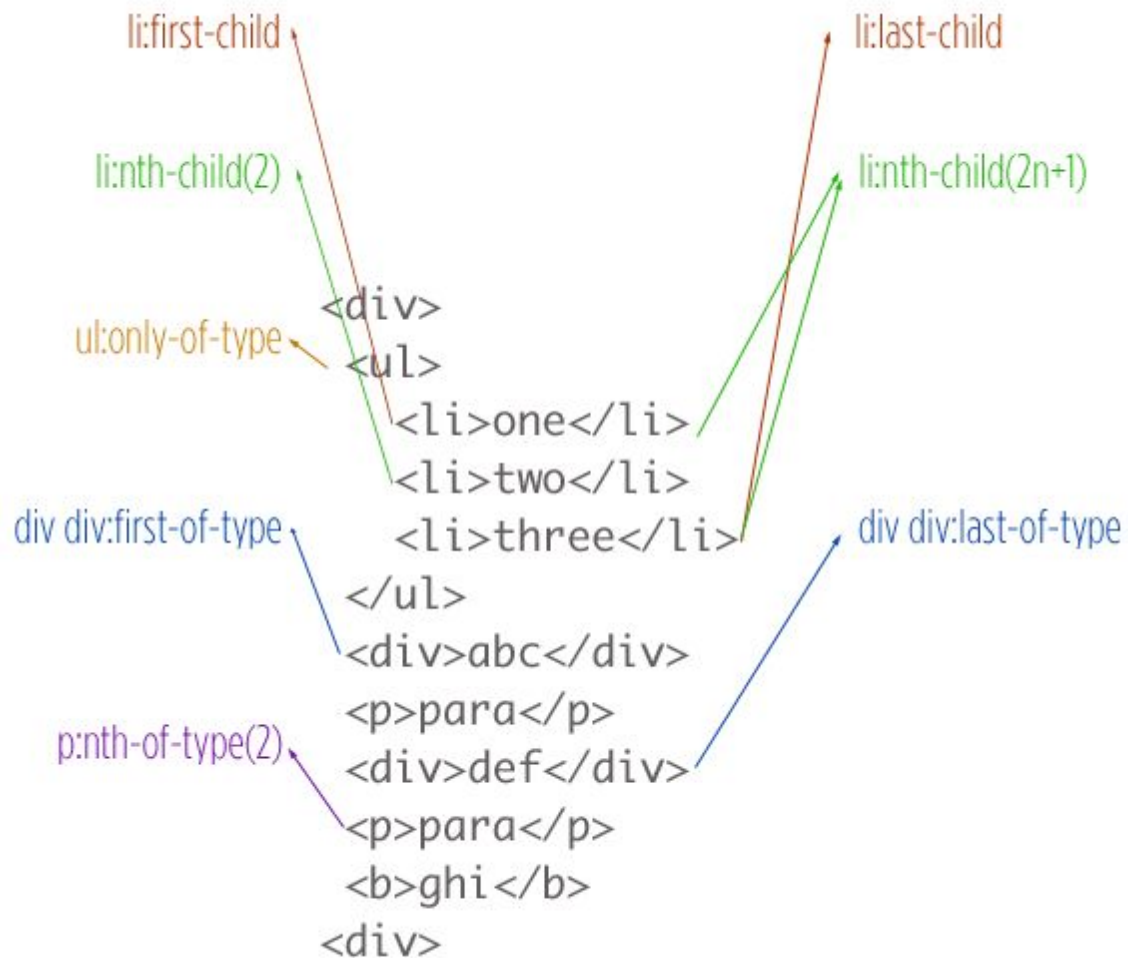 li:first-child
li:last-child
li:nth-child(2)
li:nth-child(2n+1)
<div>
ul:only-of-type
<ul>
<li>one</li>
<li>two</li>
div div:first-of-type
<li>three</li>
div div:last-of-type
</ul>
<div>abc</div>
<p>para</p>
p:nth-of-type(2)
<div>def</div>
<p>para</p>
<b>ghi</b>
<div>